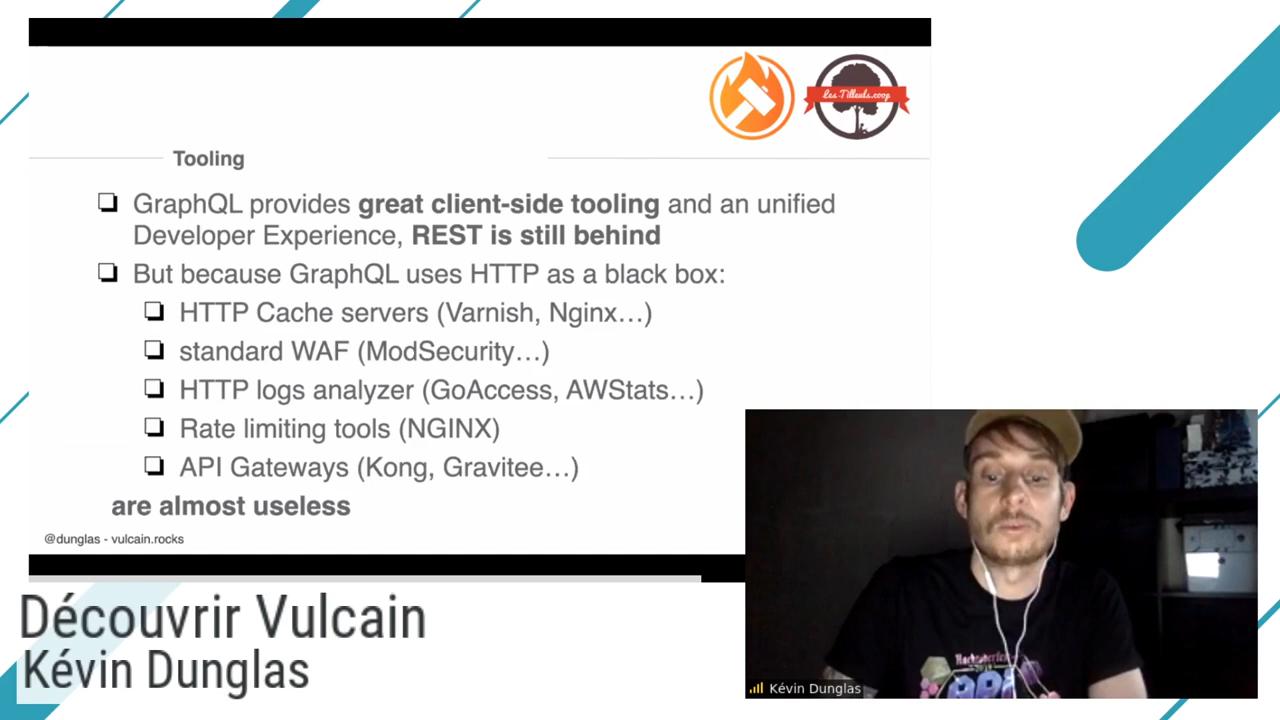 Les-Tilleuls.coop
Tooling
❏ GraphQL provides great client-side tooling and an unified
Developer Experience, REST is still behind
❏ But because GraphQL uses HTTP as a black box:
❏ HTTP Cache servers (Varnish, Nginx…)
❏ standard WAF (ModSecurity…)
❏ HTTP logs analyzer (GoAccess, AWStats…)
❏ Rate limiting tools (NGINX)
❏ API Gateways (Kong, Gravitee…)
are almost useless
@dunglas - vulcain.rocks
Découvrir Vulcain
Kévin Dunglas
Hacktoberfest
Kévin Dunglas